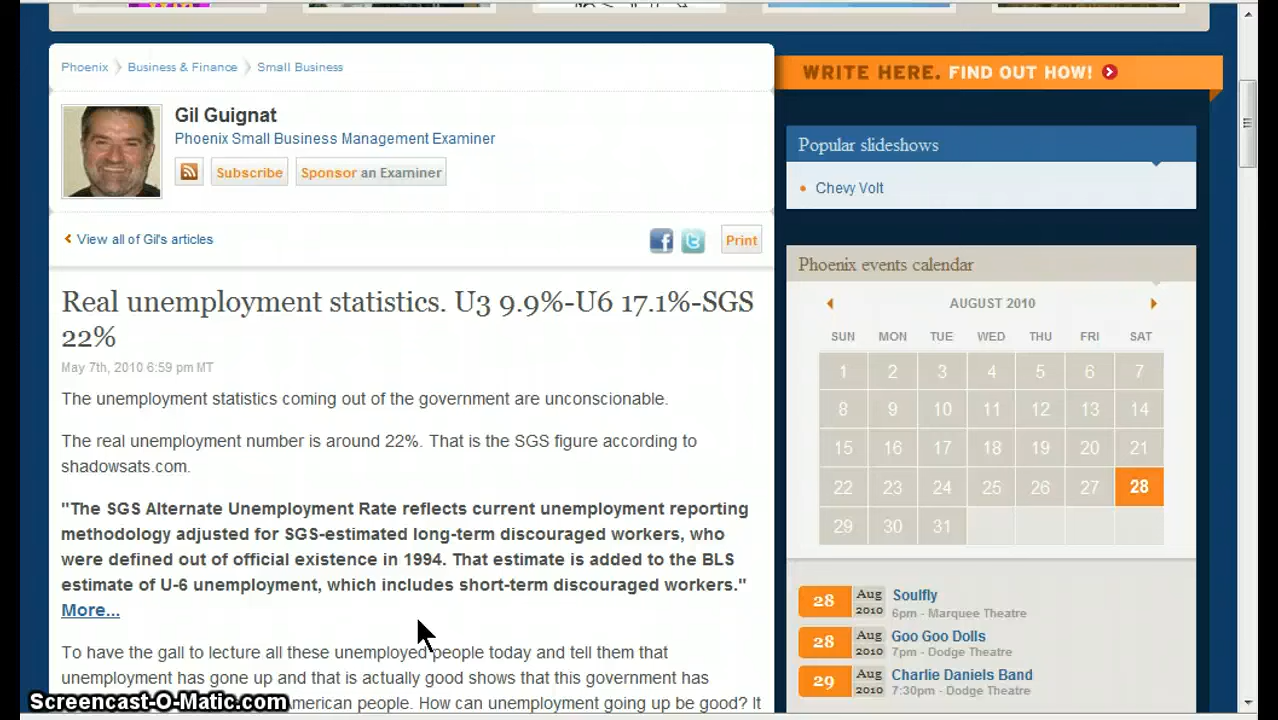 WRITE HERE. FIND OUT HOW!
Phoenix Business & Finance Small Business
Gil Guignat
Phoenix Small Business Management Examiner
Subscribe Sponsor an Examiner
View all of Gil's articles
f t Print
Real unemployment statistics. U3 9.9%-U6 17.1%-SGS
22%
May 7th, 2010 6:59 pm MT
The unemployment statistics coming out of the government are unconscionable.
The real unemployment number is around 22%. That is the SGS figure according to
shadowsats.com.
"The SGS Alternate Unemployment Rate reflects current unemployment reporting
methodology adjusted for SGS-estimated long-term discouraged workers, who
were defined out of official existence in 1994. That estimate is added to the BLS
estimate of U-6 unemployment, which includes short-term discouraged workers."
More...
To have the gall to lecture all these unemployed people today and tell them that
unemployment has gone up and that is actually good shows that this government has
American people. How can unemployment going up be good? It
Popular slideshows
Chevy Volt
Phoenix events calendar
AUGUST 2010
SUN MON TUE WED THU FRI SAT
1 2 3 4 5 6 7
8 9 10 11 12 13 14
15 16 17 18 19 20 21
22 23 24 25 26 27 28
29 30 31
28 Aug 2010 Soulfly
6pm - Marquee Theatre
28 Aug 2010 Goo Goo Dolls
7pm - Dodge Theatre
29 Aug 2010 Charlie Daniels Band
7:30pm - Dodge Theatre
Screencast-O-Matic.com